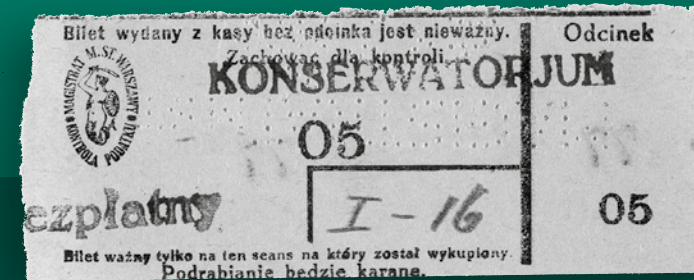 Bilet wydany z kasy bez odcinka jest nieważny.
Zachować dla kontroli
KONSERWATORJUM
MAGISTRAT M.ST. WARSZAWY
KONTROLA PODATKU
05
ezpłatny
I-16
Bilet ważny tylko na ten seans na który został wykupiony.
Podrabianie będzie karane.
Odcinek
05